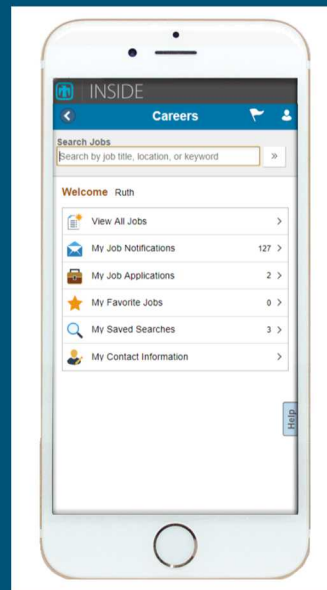 INSIDE
Careers
Search Jobs
Search by job title, location, or keyword
»
Welcome Ruth
View All Jobs >
My Job Notifications 127 >
My Job Applications 2 >
My Favorite Jobs 0 >
My Saved Searches 3 >
My Contact Information >
Help